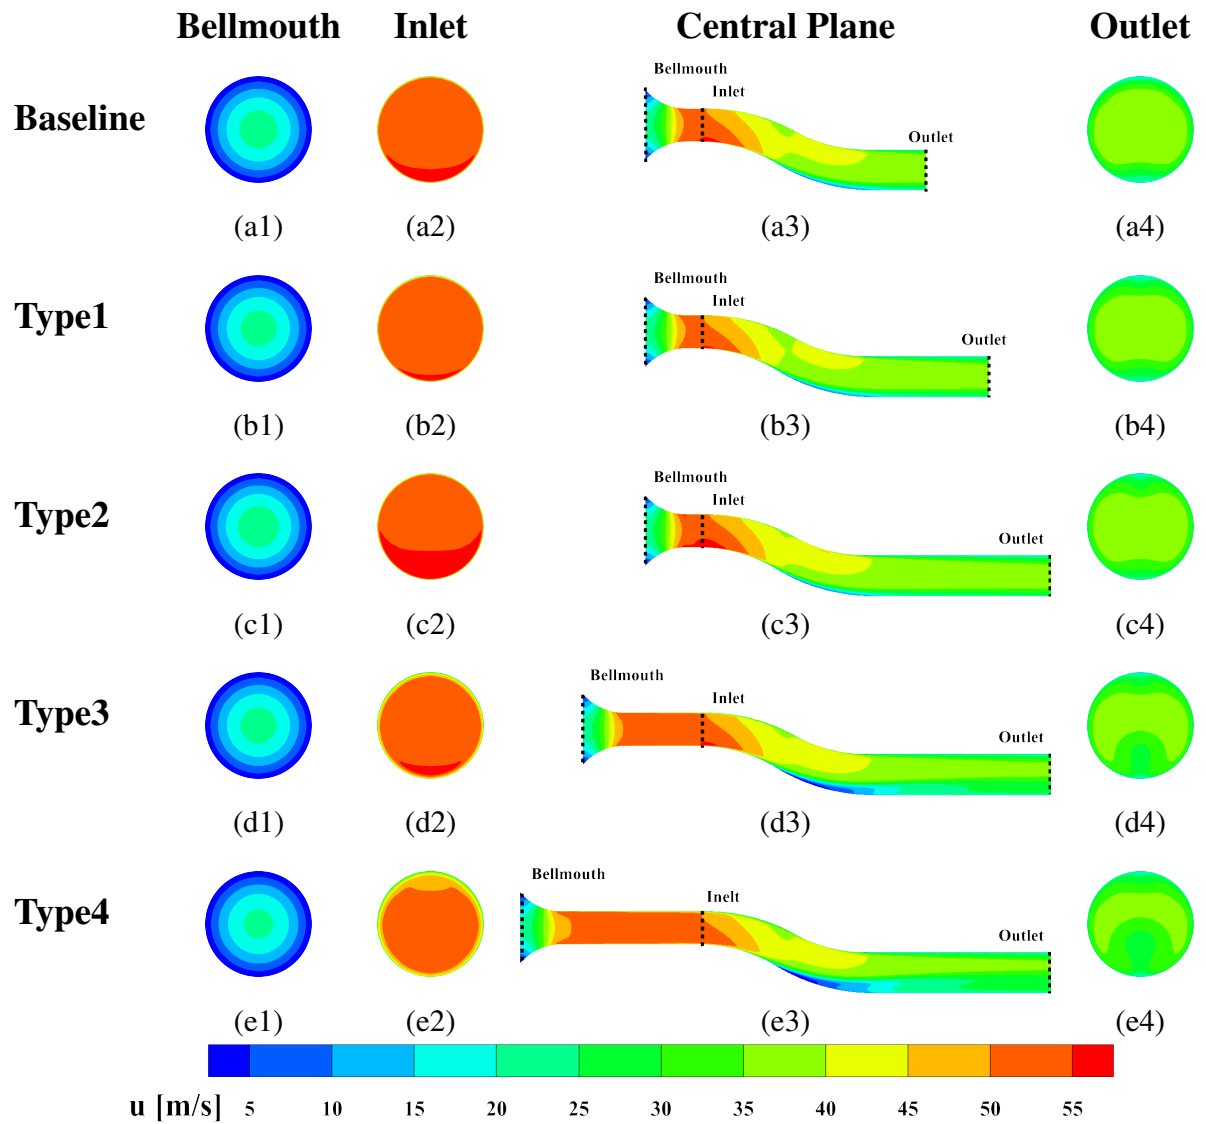 Bellmouth Inlet Central Plane Outlet
Baseline
Bellmouth
Inlet
Outlet
(a1) (a2) (a3) (a4)
Type1
Bellmouth
Inlet
Outlet
(b1) (b2) (b3) (b4)
Type2
Bellmouth
Inlet
Outlet
(c1) (c2) (c3) (c4)
Type3
Bellmouth
Inlet
Outlet
(d1) (d2) (d3) (d4)
Type4
Bellmouth
Inelt
Outlet
(e1) (e2) (e3) (e4)
u [m/s] 5 10 15 20 25 30 35 40 45 50 55